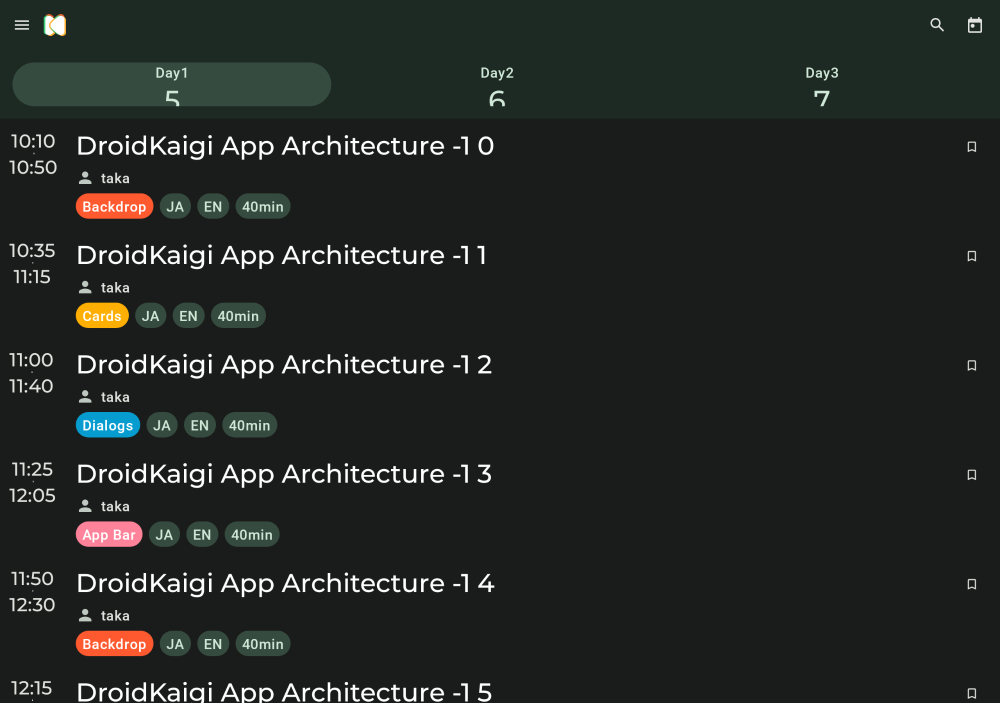 Day1 Day2 Day3
5 6 7
10:10 DroidKaigi App Architecture -1 0
10:50
taka
Backdrop JA EN 40min
10:35 DroidKaigi App Architecture -1 1
11:15
taka
Cards JA EN 40min
11:00 DroidKaigi App Architecture -1 2
11:40
taka
Dialogs JA EN 40min
11:25 DroidKaigi App Architecture -1 3
12:05
taka
App Bar JA EN 40min
11:50 DroidKaigi App Architecture -1 4
12:30
taka
Backdrop JA EN 40min
12:15 DroidKaigi App Architecture -1 5